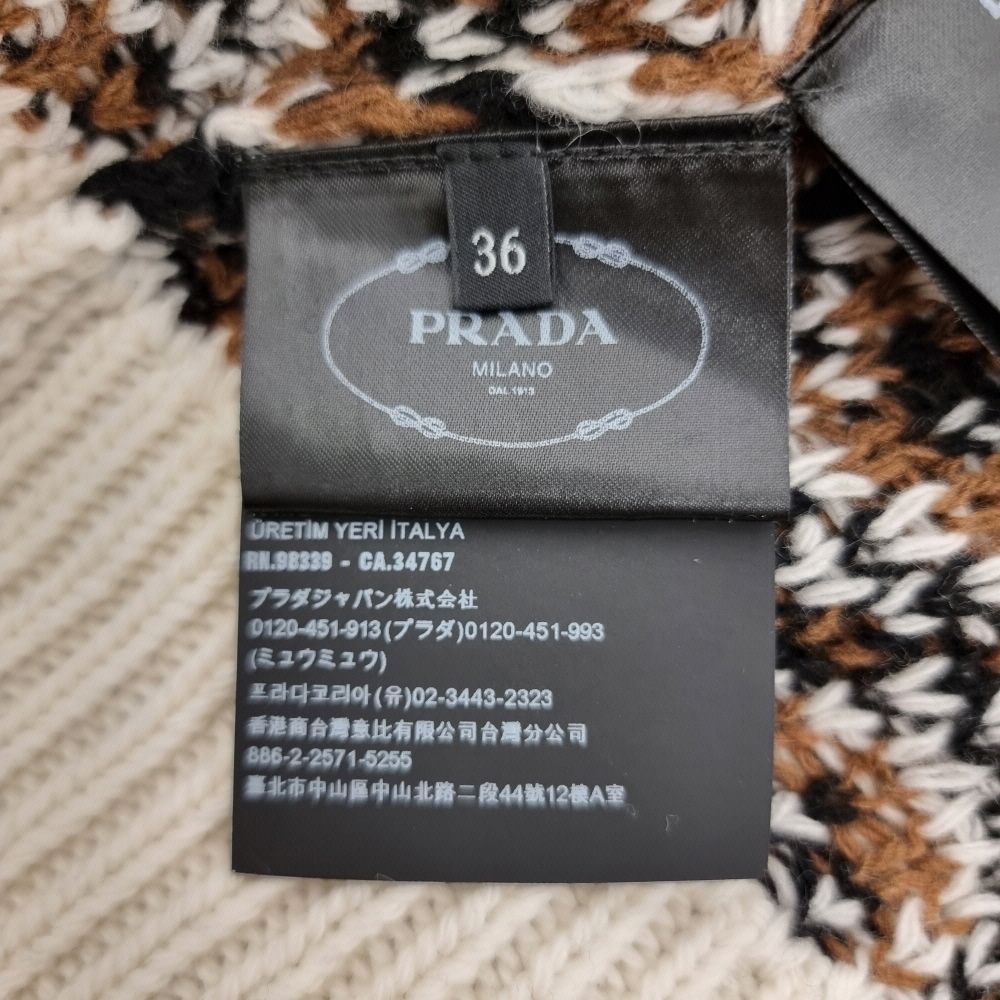 36
PRADA
MILANO
DAL 1913
ÜRETİM YERİ İTALYA
RN.98339 - CA.34767
プラダジャパン株式会社
0120-451-913(プラダ)0120-451-993
(ミュウミュウ)
프라다코리아(유)02-3443-2323
香港商台灣意比有限公司台灣分公司
886-2-2571-5255
臺北市中山區中山北路二段44號12樓A室